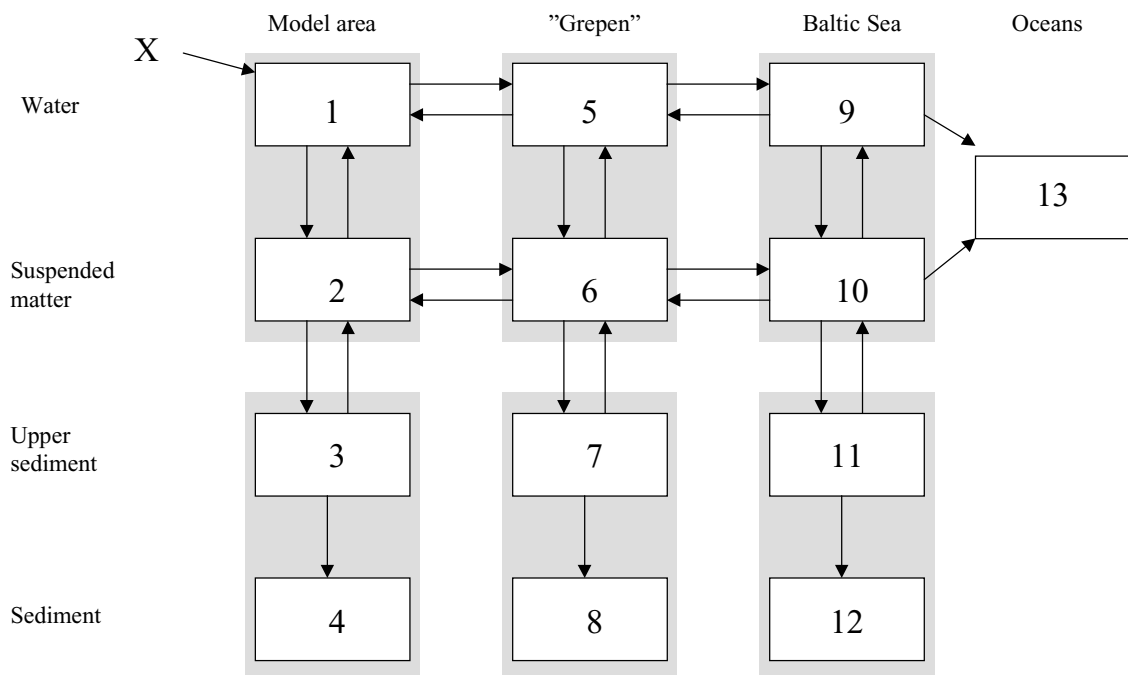 Model area
”Grepen”
Baltic Sea
Oceans
X
Water
1
5
9
13
Suspended
matter
2
6
10
Upper
sediment
3
7
11
Sediment
4
8
12